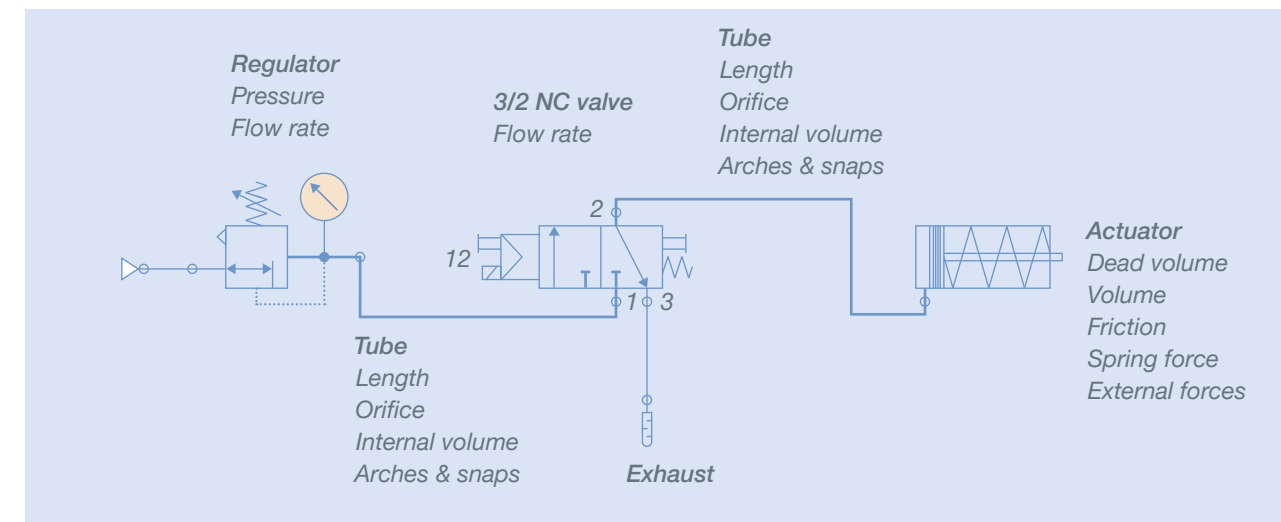 Regulator
Pressure
Flow rate
3/2 NC valve
Flow rate
Tube
Length
Orifice
Internal volume
Arches & snaps
2
12
1 3
Actuator
Dead volume
Volume
Friction
Spring force
External forces
Tube
Length
Orifice
Internal volume
Arches & snaps
Exhaust